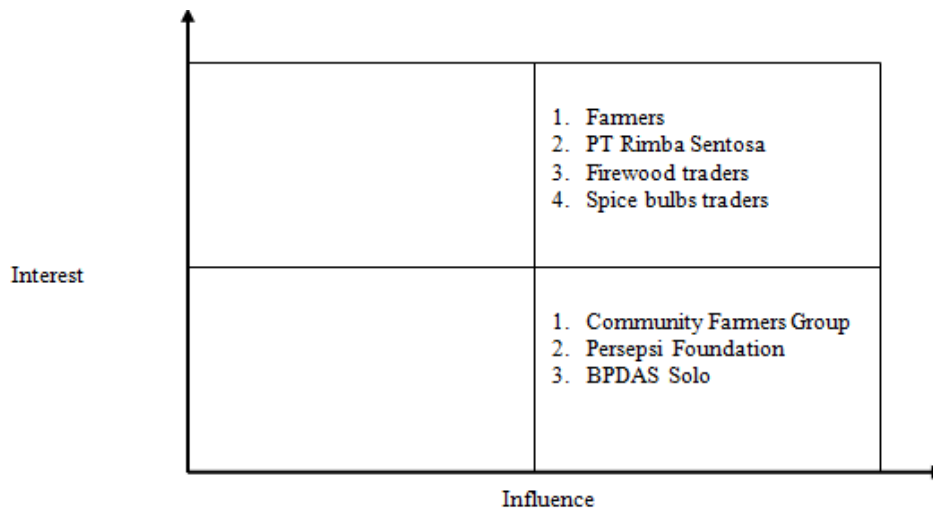 1. Farmers
2. PT Rimba Sentosa
3. Firewood traders
4. Spice bulbs traders
Interest
1. Community Farmers Group
2. Persepsi Foundation
3. BPDAS Solo
Influence